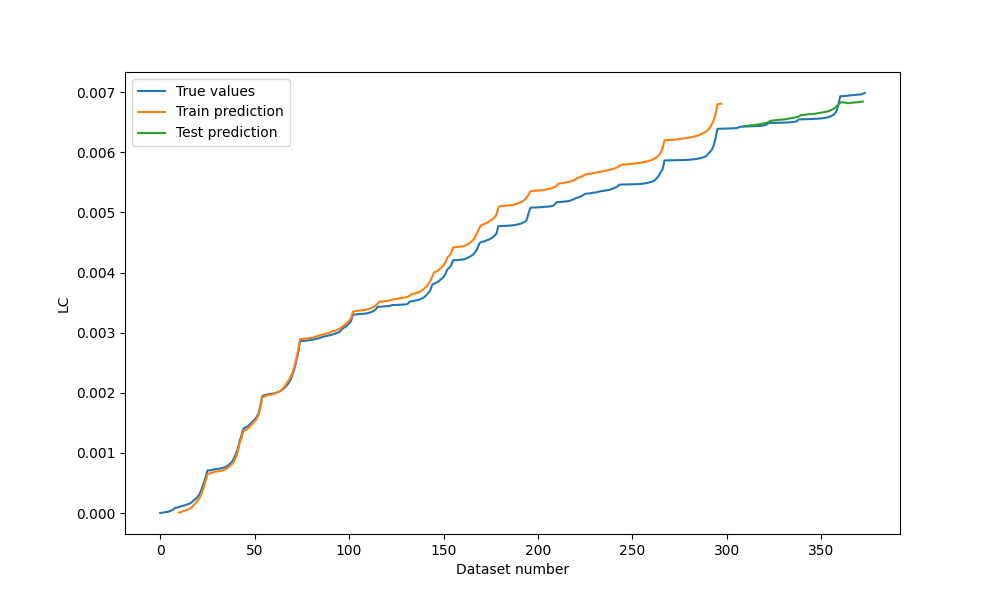 True values
Train prediction
Test prediction
0.007
0.006
0.005
0.004
0.003
0.002
0.001
0.000
LC
0 50 100 150 200 250 300 350
Dataset number